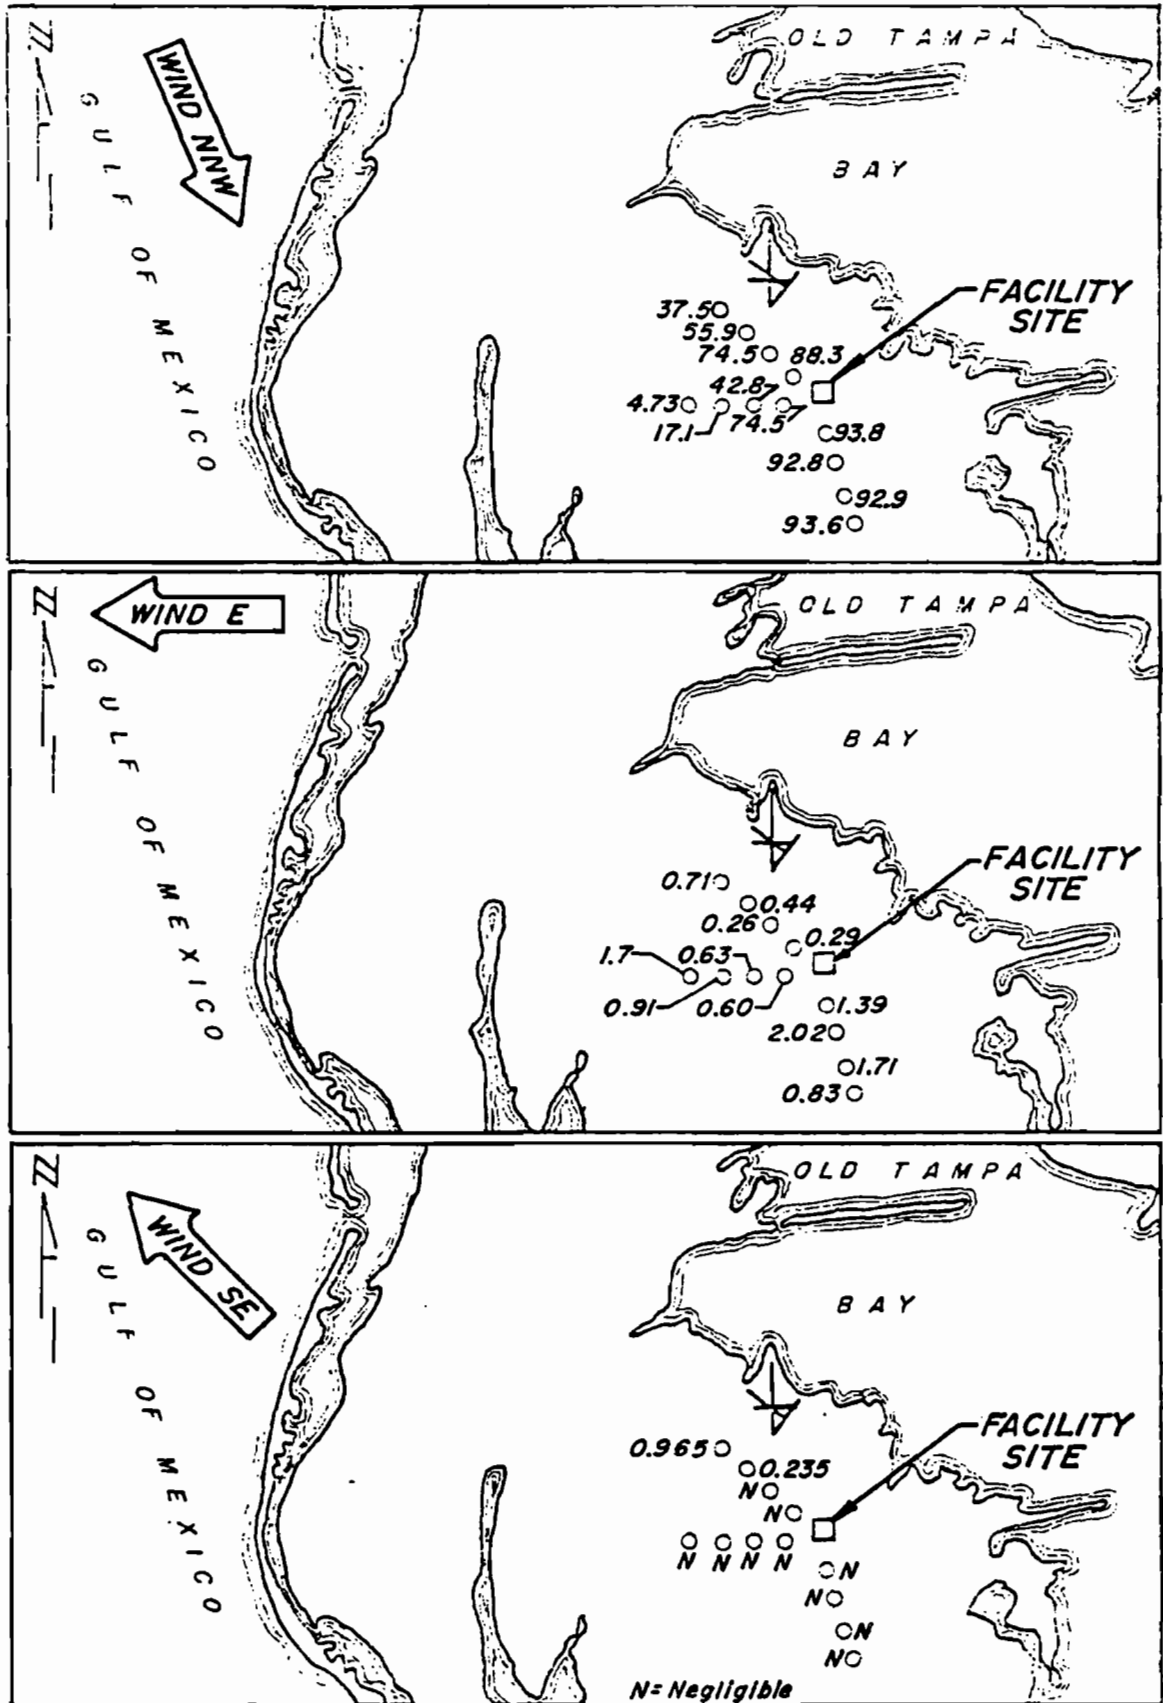 OLD TAMPA
WIND NNW
GULF OF MEXICO
BAY
FACILITY SITE
37.5
55.9
74.5
88.3
42.8
4.73
17.1
74.5
93.8
92.8
92.9
93.6
WIND E
OLD TAMPA
GULF OF MEXICO
BAY
FACILITY SITE
0.71
0.44
0.26
0.29
1.7
0.63
0.91
0.60
1.39
2.02
1.71
0.83
OLD TAMPA
WIND SE
GULF OF MEXICO
BAY
FACILITY SITE
0.965
0.235
N
N
N N N N
N
N
N
N
N = Negligible